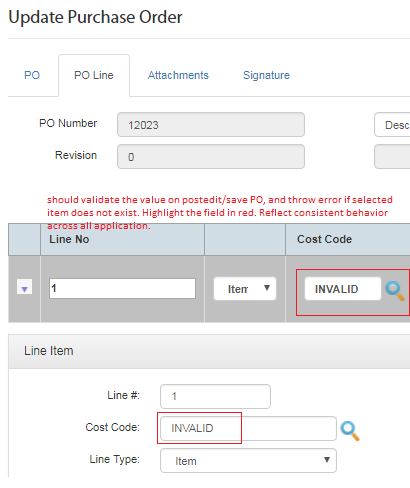 Update Purchase Order
PO PO Line Attachments Signature
PO Number 12023 Desc
Revision 0
should validate the value on postedit/save PO, and throw error if selected
item does not exist. Highlight the field in red. Reflect consistent behavior
across all application.
Line No Cost Code
1 Item INVALID
Line Item
Line #: 1
Cost Code: INVALID
Line Type: Item